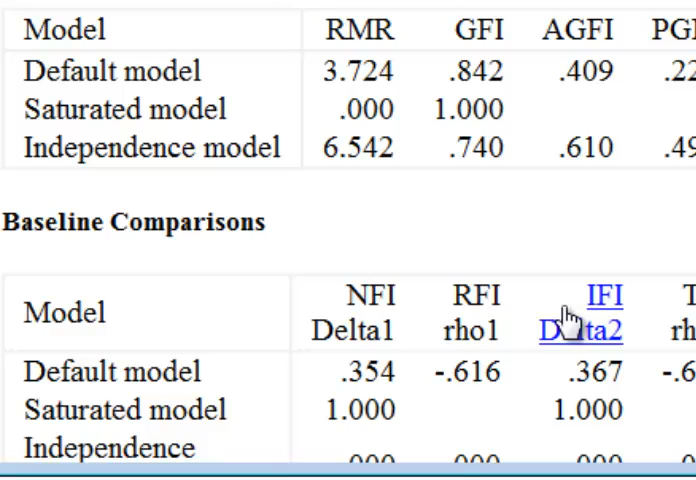 Model RMR GFI AGFI
Default model 3.724 .842 .409
Saturated model .000 1.000
Independence model 6.542 .740 .610
Baseline Comparisons
NFI RFI IFI
Model
Delta1 rho1 Delta2
Default model .354 -.616 .367
Saturated model 1.000 1.000
Independence